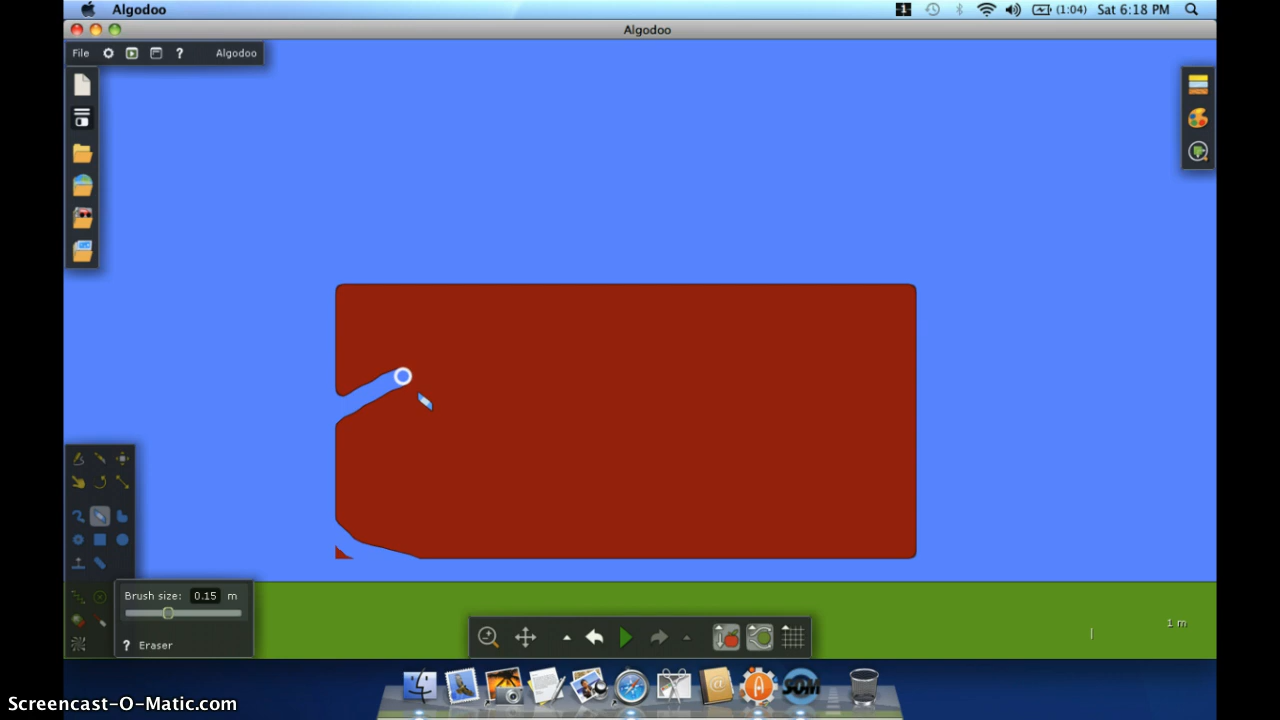 Algodoo
(1:04) Sat 6:18 PM
Algodoo
File ? Algodoo
Brush size: 0.15 m
? Eraser
1 m
@
A
SOM
Screencast-O-Matic.com